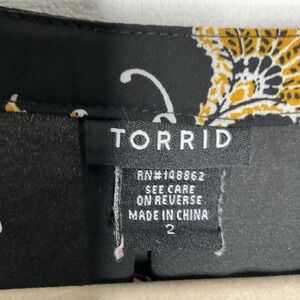 TORRID
RN#148862
SEE CARE
ON REVERSE
MADE IN CHINA
2